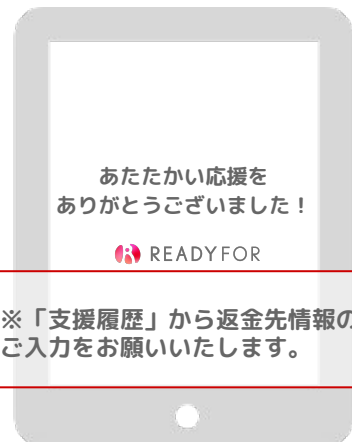 あたたかい応援を
ありがとうございました！
READYFOR
※「支援履歴」から返金先情報の
ご入力をお願いいたします。